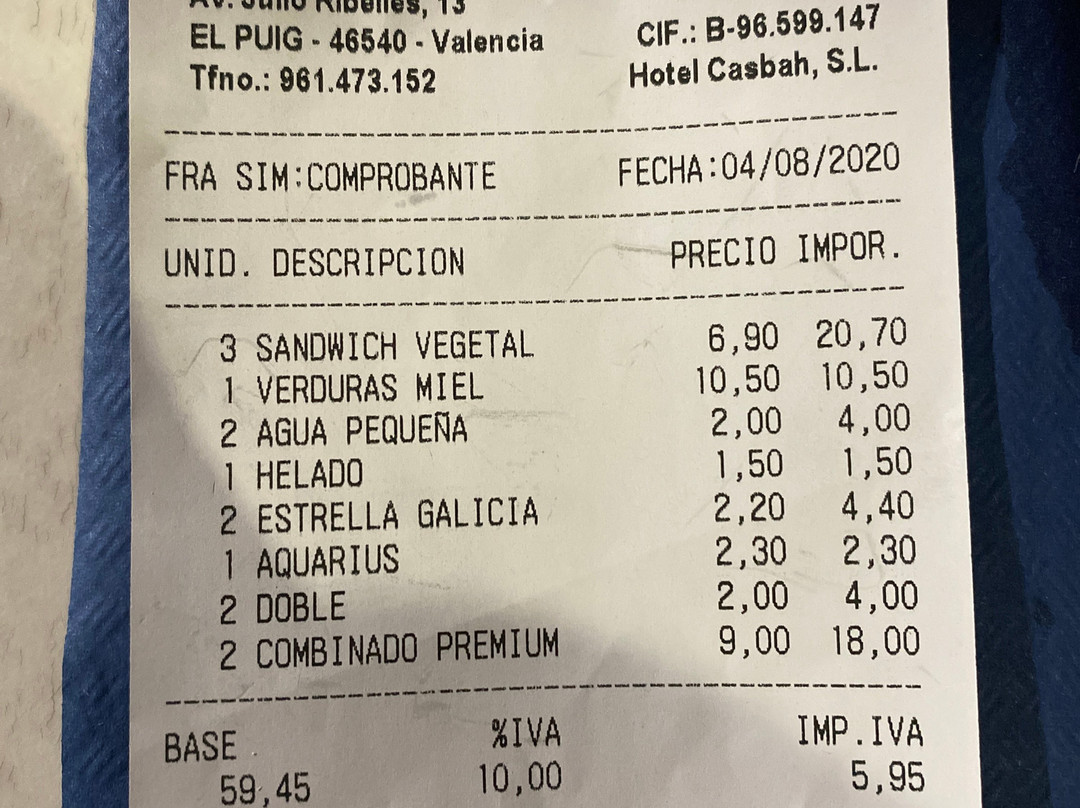 Av. Julio Ribelles, 13
EL PUIG - 46540 - Valencia CIF.: B-96.599.147
Tfno.: 961.473.152 Hotel Casbah, S.L.
FRA SIM:COMPROBANTE FECHA:04/08/2020
UNID. DESCRIPCION PRECIO IMPOR.
3 SANDWICH VEGETAL 6,90 20,70
1 VERDURAS MIEL 10,50 10,50
2 AGUA PEQUEÑA 2,00 4,00
1 HELADO 1,50 1,50
2 ESTRELLA GALICIA 2,20 4,40
1 AQUARIUS 2,30 2,30
2 DOBLE 2,00 4,00
2 COMBINADO PREMIUM 9,00 18,00
BASE %IVA IMP.IVA
59,45 10,00 5,95